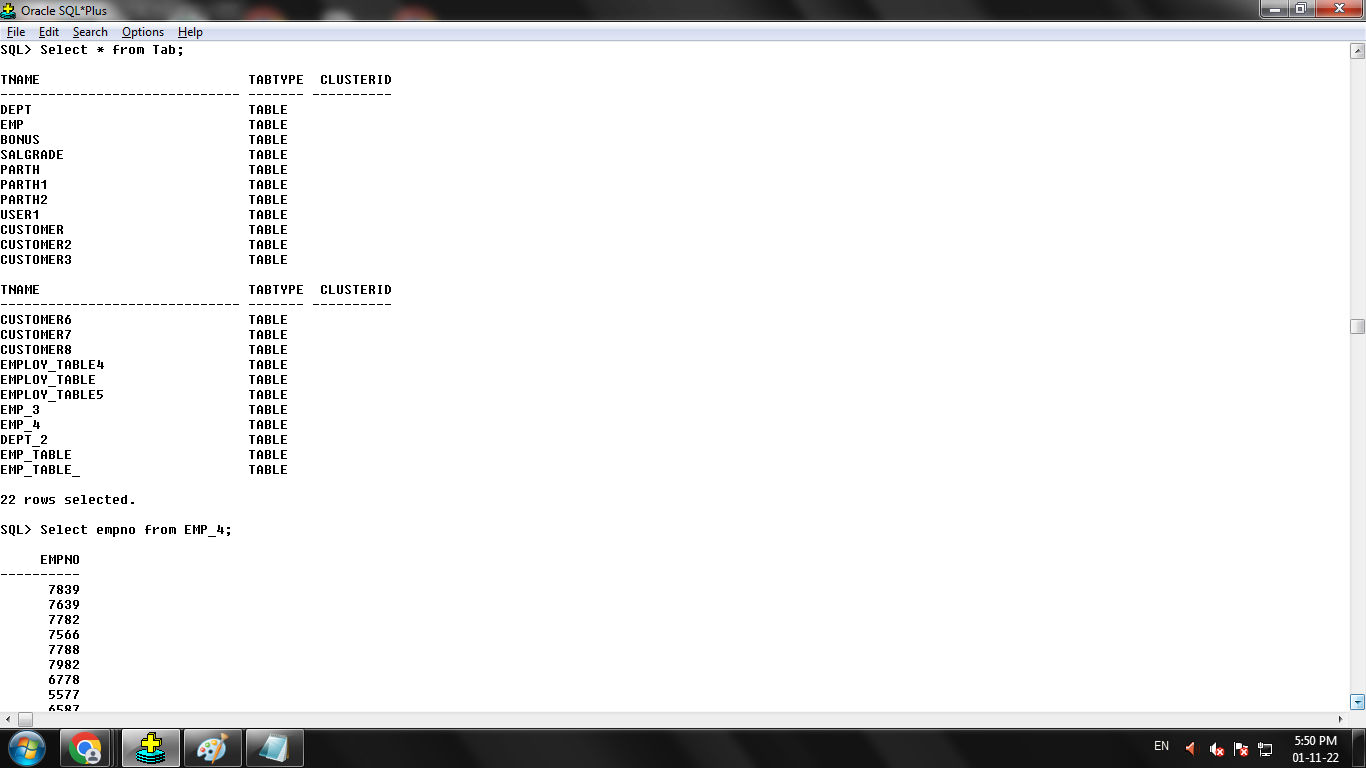 Oracle SQL*Plus
File Edit Search Options Help
SQL> Select * from Tab;
TNAME                          TABTYPE  CLUSTERID
------------------------------ ------- ----------
DEPT                           TABLE
EMP                            TABLE
BONUS                          TABLE
SALGRADE                       TABLE
PARTH                          TABLE
PARTH1                         TABLE
PARTH2                         TABLE
USER1                          TABLE
CUSTOMER                       TABLE
CUSTOMER2                      TABLE
CUSTOMER3                      TABLE
TNAME                          TABTYPE  CLUSTERID
------------------------------ ------- ----------
CUSTOMER6                      TABLE
CUSTOMER7                      TABLE
CUSTOMER8                      TABLE
EMPLOY_TABLE4                  TABLE
EMPLOY_TABLE                   TABLE
EMPLOY_TABLE5                  TABLE
EMP_3                          TABLE
EMP_4                          TABLE
DEPT_2                         TABLE
EMP_TABLE                      TABLE
EMP_TABLE_                     TABLE
22 rows selected.
SQL> Select empno from EMP_4;
     EMPNO
----------
      7839
      7639
      7782
      7566
      7788
      7982
      6778
      5577
      6587
EN
5:50 PM
01-11-22